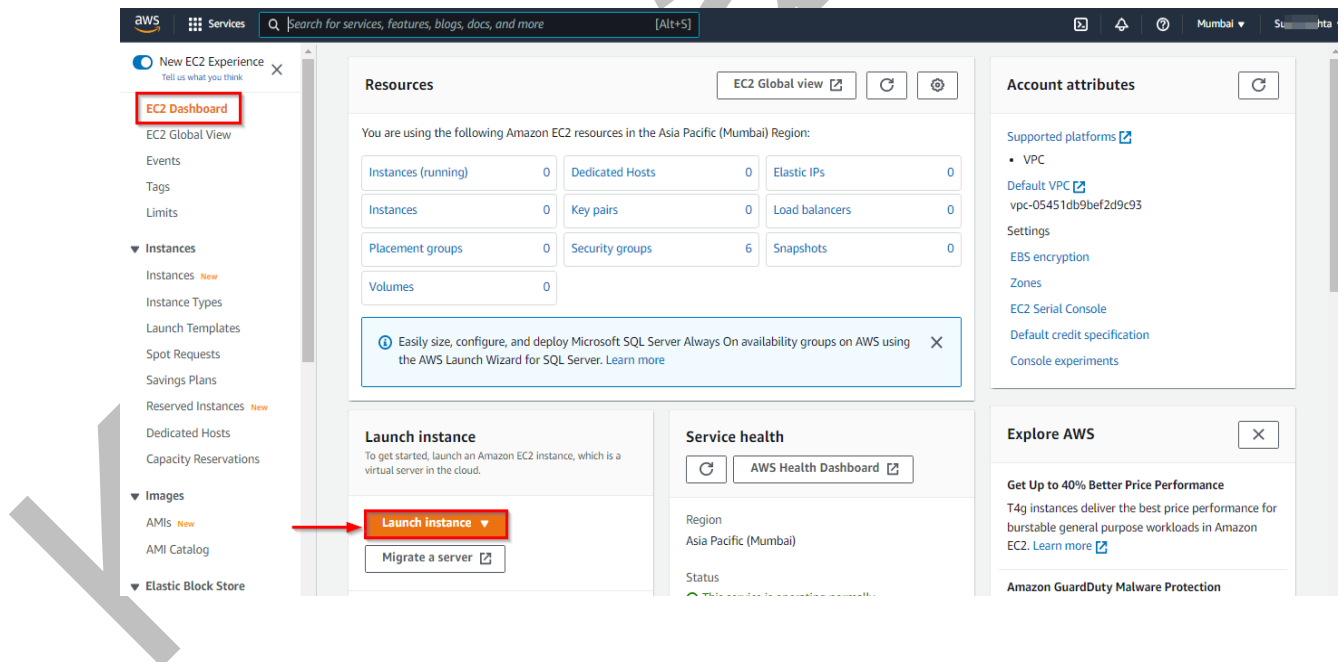 aws
Services
Search for services, features, blogs, docs, and more [Alt+S]
Mumbai ▼
New EC2 Experience
Tell us what you think
EC2 Dashboard
EC2 Global View
Events
Tags
Limits
▼ Instances
Instances New
Instance Types
Launch Templates
Spot Requests
Savings Plans
Reserved Instances New
Dedicated Hosts
Capacity Reservations
▼ Images
AMIs New
AMI Catalog
▼ Elastic Block Store
Resources
EC2 Global view
You are using the following Amazon EC2 resources in the Asia Pacific (Mumbai) Region:
Instances (running) 0 Dedicated Hosts 0 Elastic IPs 0
Instances 0 Key pairs 0 Load balancers 0
Placement groups 0 Security groups 6 Snapshots 0
Volumes 0
Easily size, configure, and deploy Microsoft SQL Server Always On availability groups on AWS using
the AWS Launch Wizard for SQL Server. Learn more
Launch instance
To get started, launch an Amazon EC2 instance, which is a
virtual server in the cloud.
Launch instance ▼
Migrate a server
Service health
AWS Health Dashboard
Region
Asia Pacific (Mumbai)
Status
This service is operating normally
Account attributes
Supported platforms
• VPC
Default VPC
vpc-05451db9bef2d9c93
Settings
EBS encryption
Zones
EC2 Serial Console
Default credit specification
Console experiments
Explore AWS
Get Up to 40% Better Price Performance
T4g instances deliver the best price performance for
burstable general purpose workloads in Amazon
EC2. Learn more
Amazon GuardDuty Malware Protection